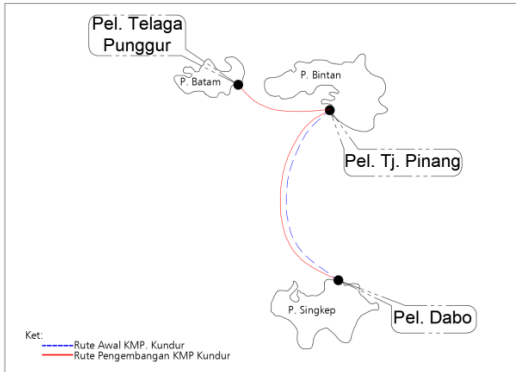 Pel. Telaga
Punggur
P. Batam
P. Bintan
Pel. Tj. Pinang
P. Singkep
Pel. Dabo
Ket:
Rute Awal KMP. Kundur
Rute Pengembangan KMP Kundur